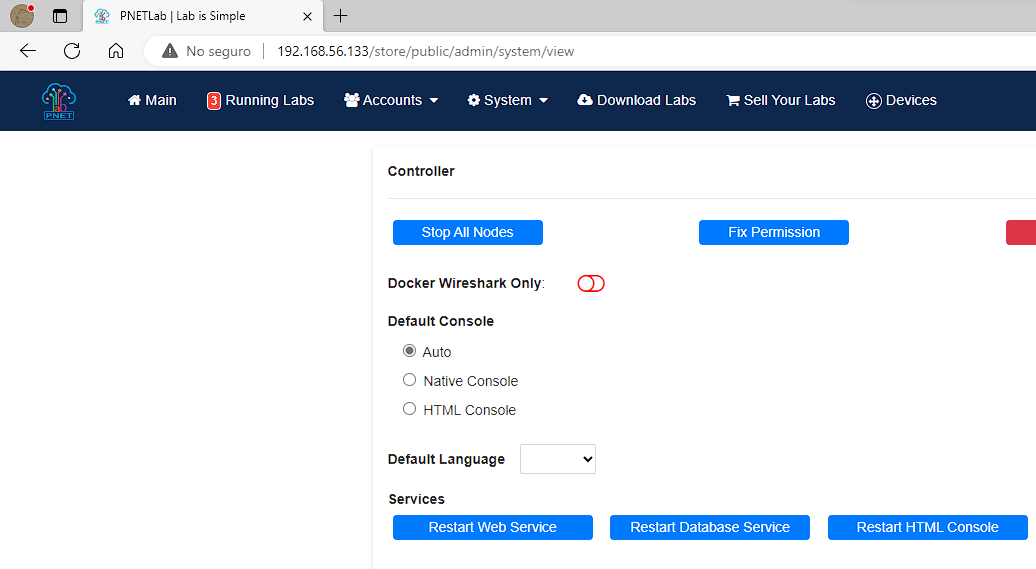 PNETLab | Lab is Simple
No seguro 192.168.56.133/store/public/admin/system/view
lab
PNET
Main 3 Running Labs Accounts System Download Labs Sell Your Labs Devices
Controller
Stop All Nodes Fix Permission
Docker Wireshark Only:
Default Console
Auto
Native Console
HTML Console
Default Language
Services
Restart Web Service Restart Database Service Restart HTML Console